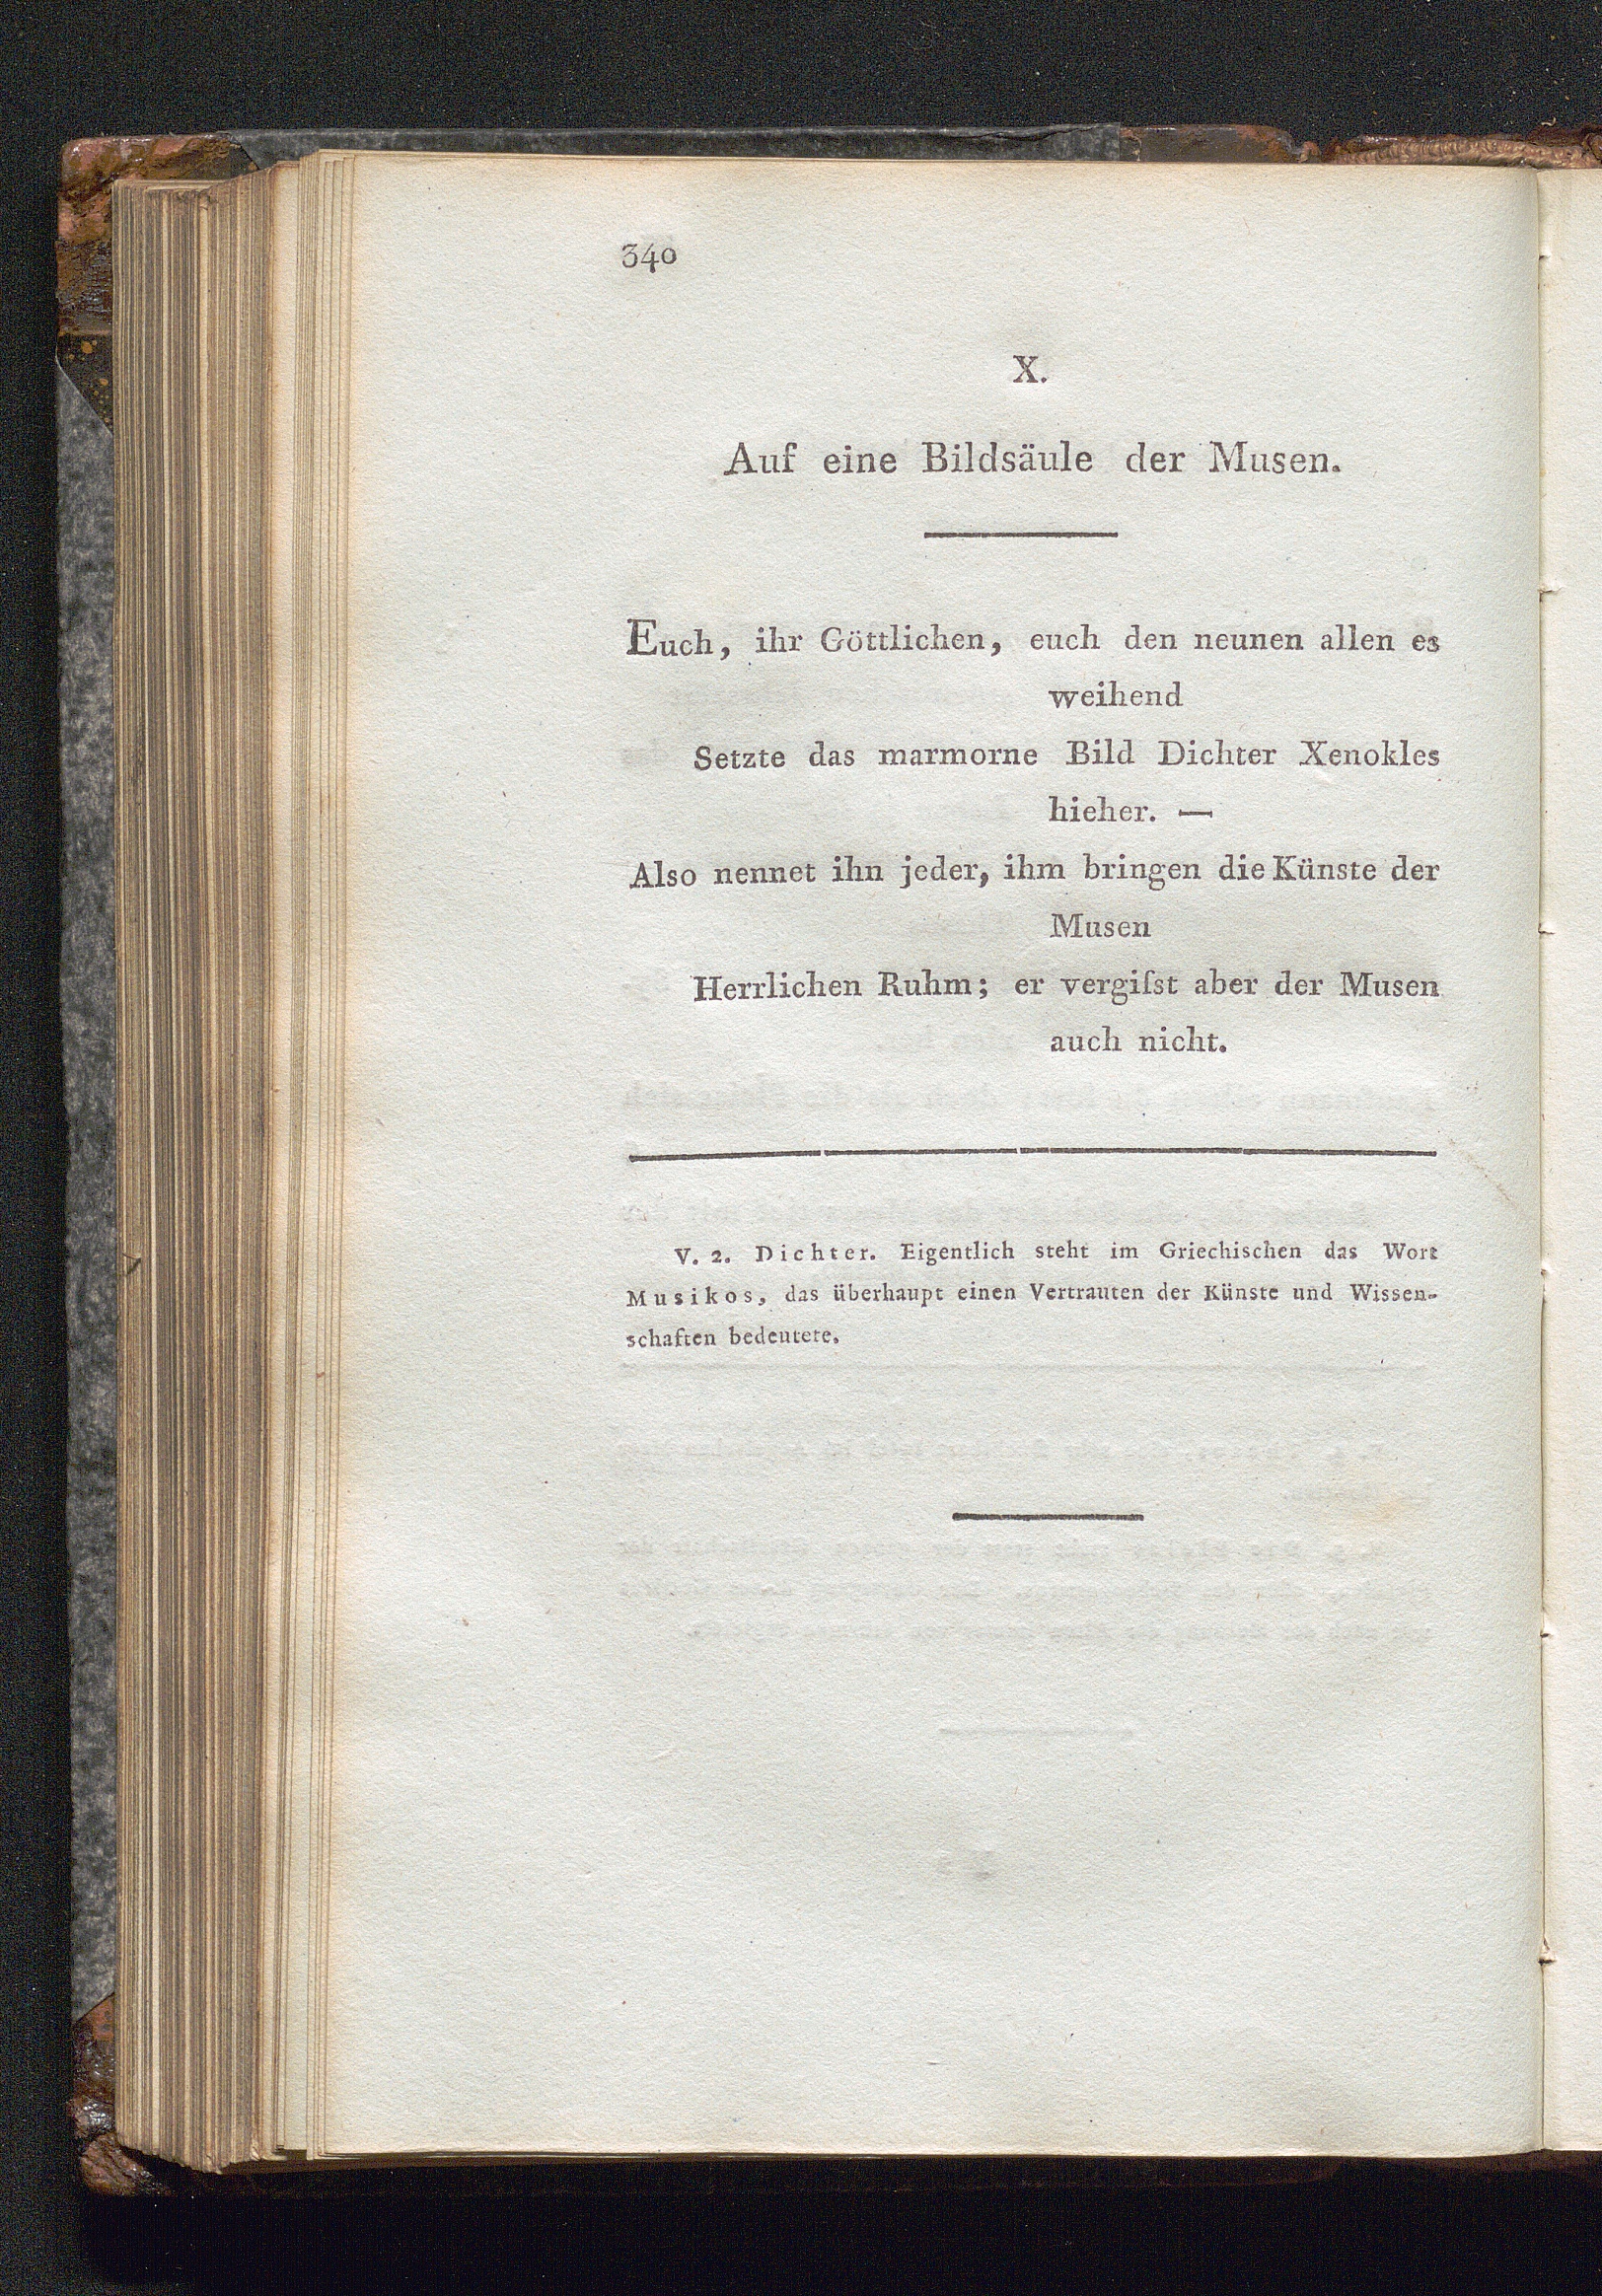 340
X.
Auf eine Bildsäule der Musen.
Euch, ihr Göttlichen, euch den neunen allen es
weihend
Setzte das marmorne Bild Dichter Xenokles
hieher. —
Also nennet ihn jeder, ihm bringen die Künste der
Musen
Herrlichen Ruhm; er vergiſst aber der Musen
auch nicht.
V. 2. Dichter. Eigentlich steht im Griechischen das Wort
Musikos, das überhaupt einen Vertrauten der Künste und Wissen-
schaften bedeutete.